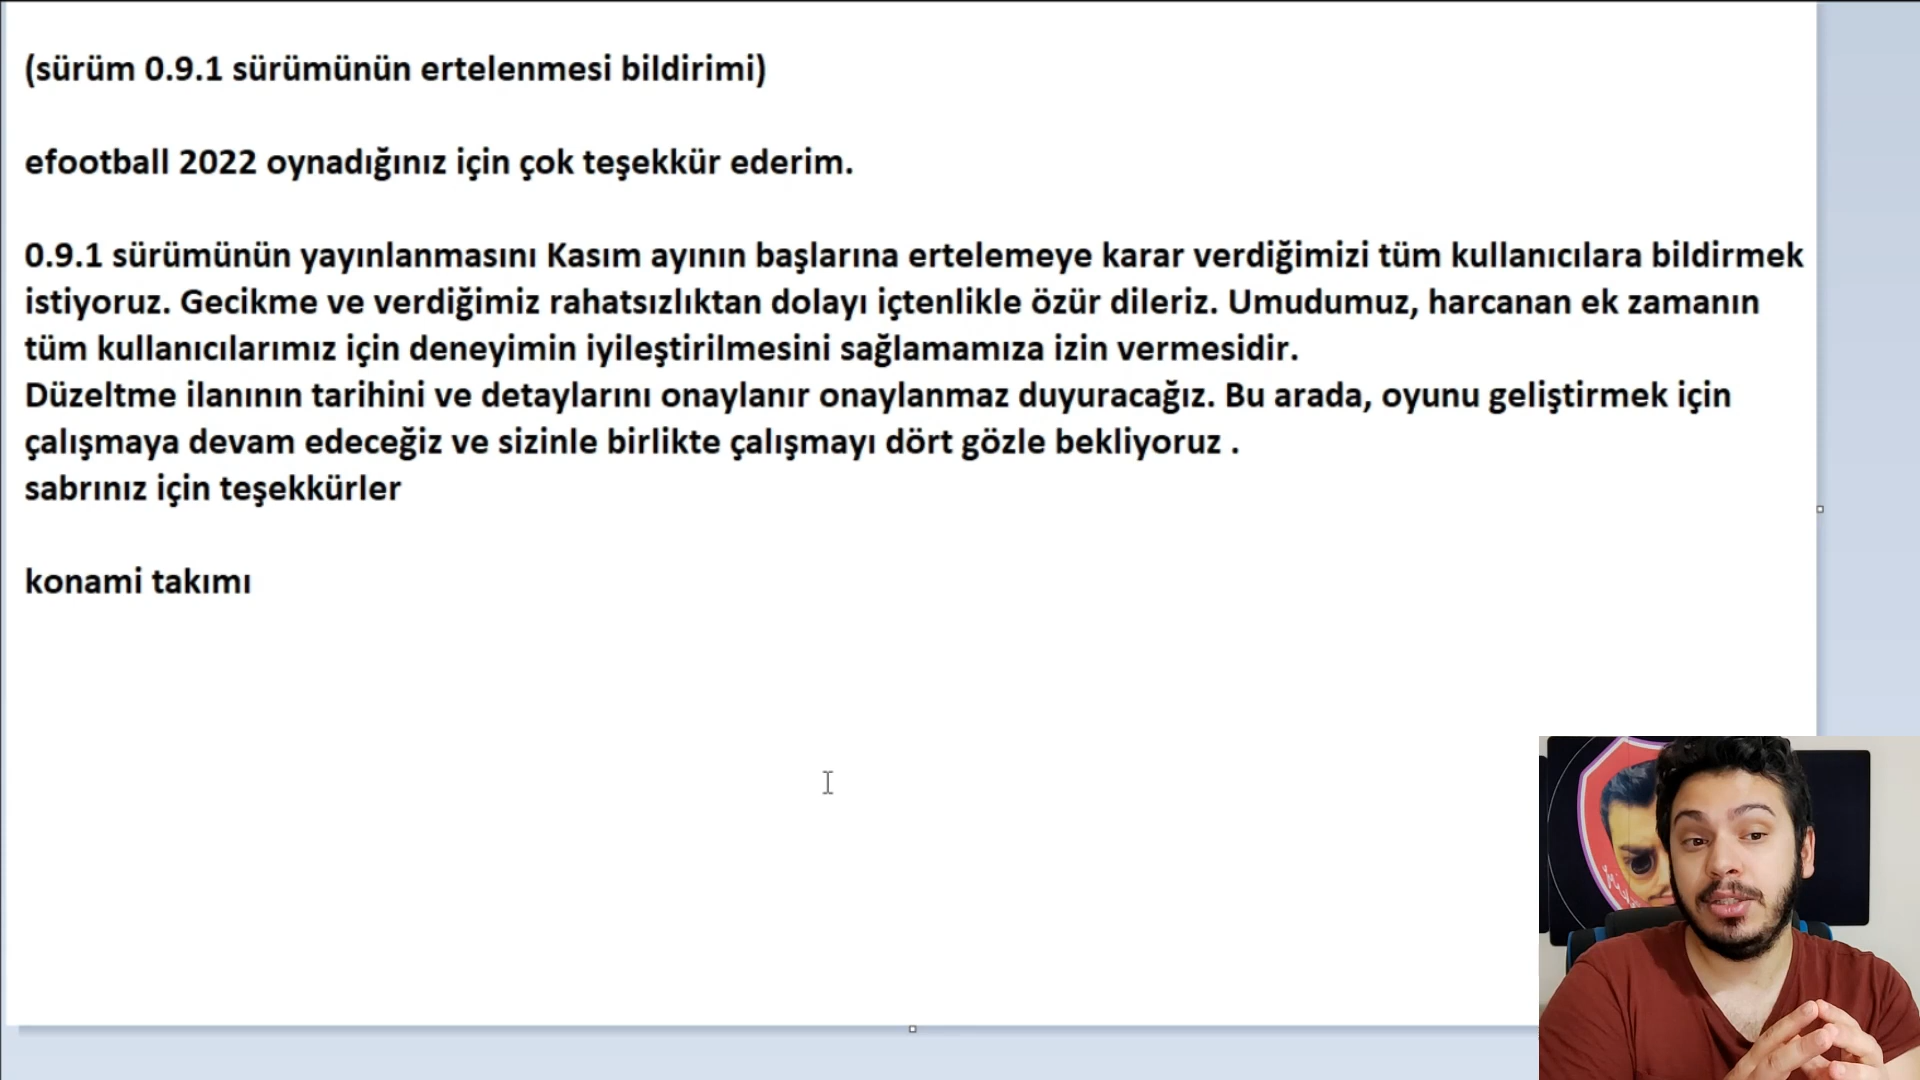 (sürüm 0.9.1 sürümünün ertelenmesi bildirimi)
efootball 2022 oynadığınız için çok teşekkür ederim.
0.9.1 sürümünün yayınlanmasını Kasım ayının başlarına ertelemeye karar verdiğimizi tüm kullanıcılara bildirmek
istiyoruz. Gecikme ve verdiğimiz rahatsızlıktan dolayı içtenlikle özür dileriz. Umudumuz, harcanan ek zamanın
tüm kullanıcılarımız için deneyimin iyileştirilmesini sağlamamıza izin vermesidir.
Düzeltme ilanının tarihini ve detaylarını onaylanır onaylanmaz duyuracağız. Bu arada, oyunu geliştirmek için
çalışmaya devam edeceğiz ve sizinle birlikte çalışmayı dört gözle bekliyoruz .
sabrınız için teşekkürler
konami takımı